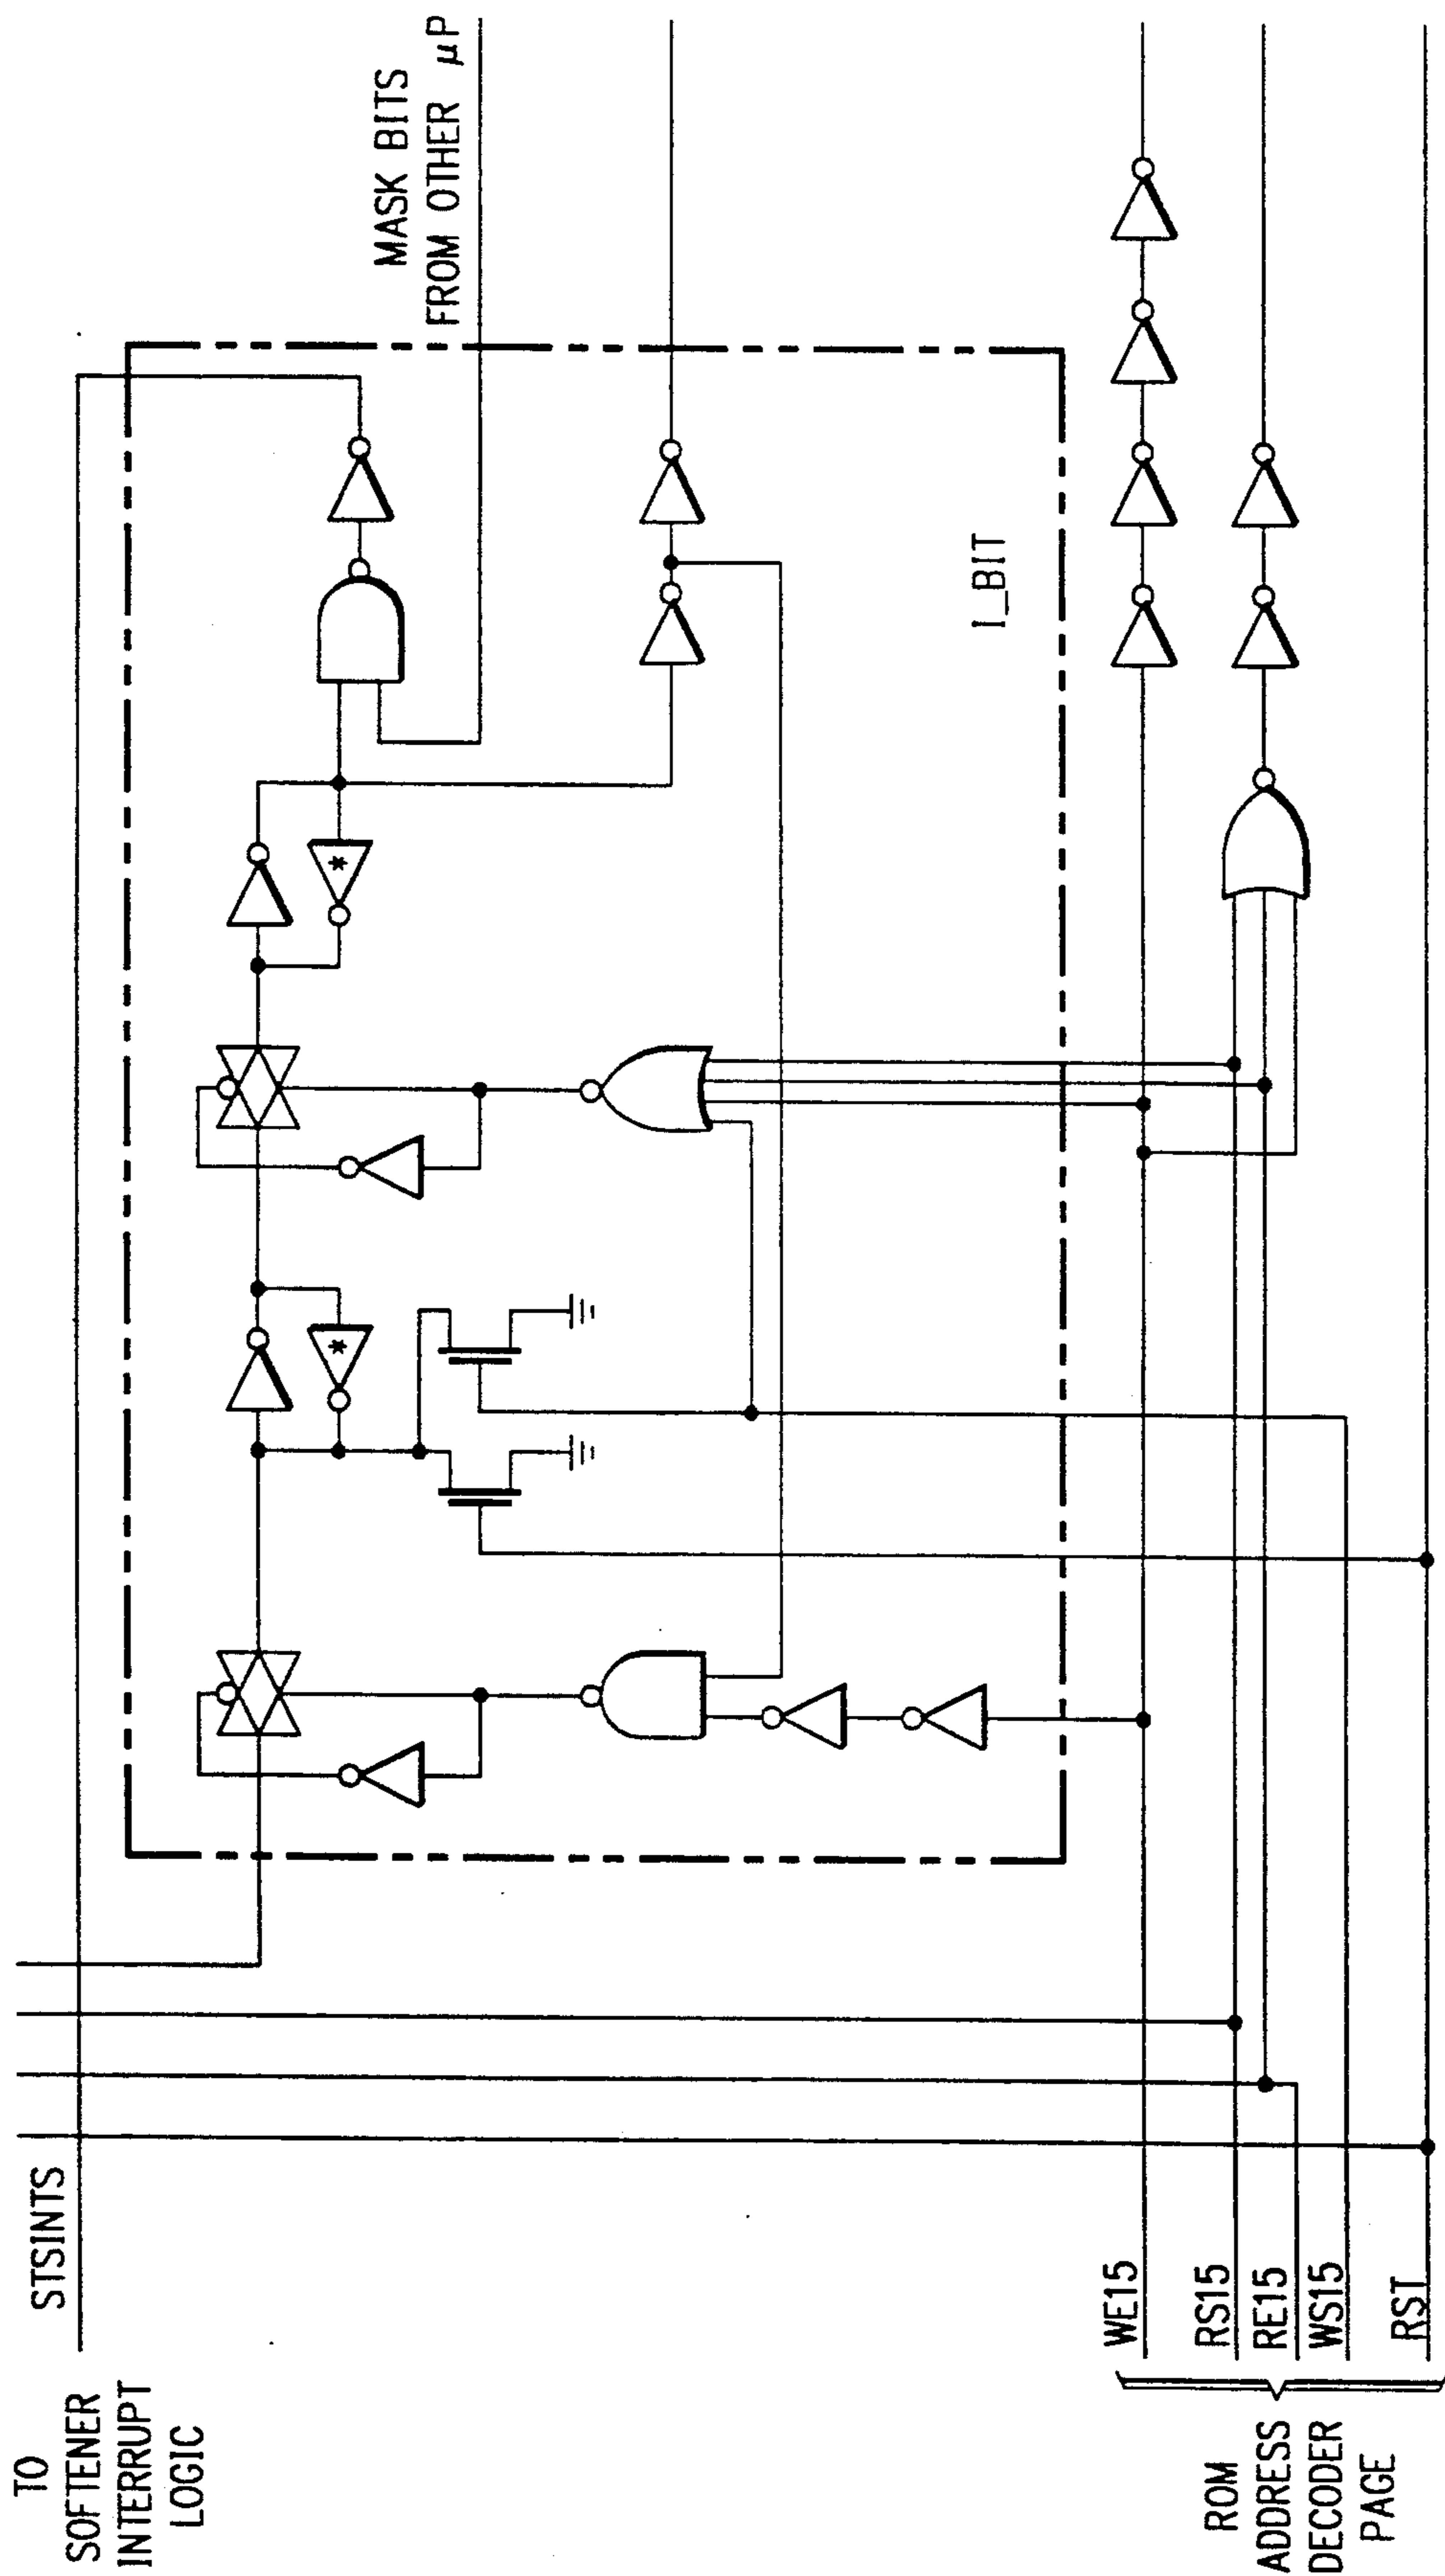 TO
SOFTENER
INTERRUPT
LOGIC
STSINTS
MASK BITS
FROM OTHER μP
*
*
I_BIT
WE15
RS15
RE15
WS15
RST
ROM
ADDRESS
DECODER
PAGE